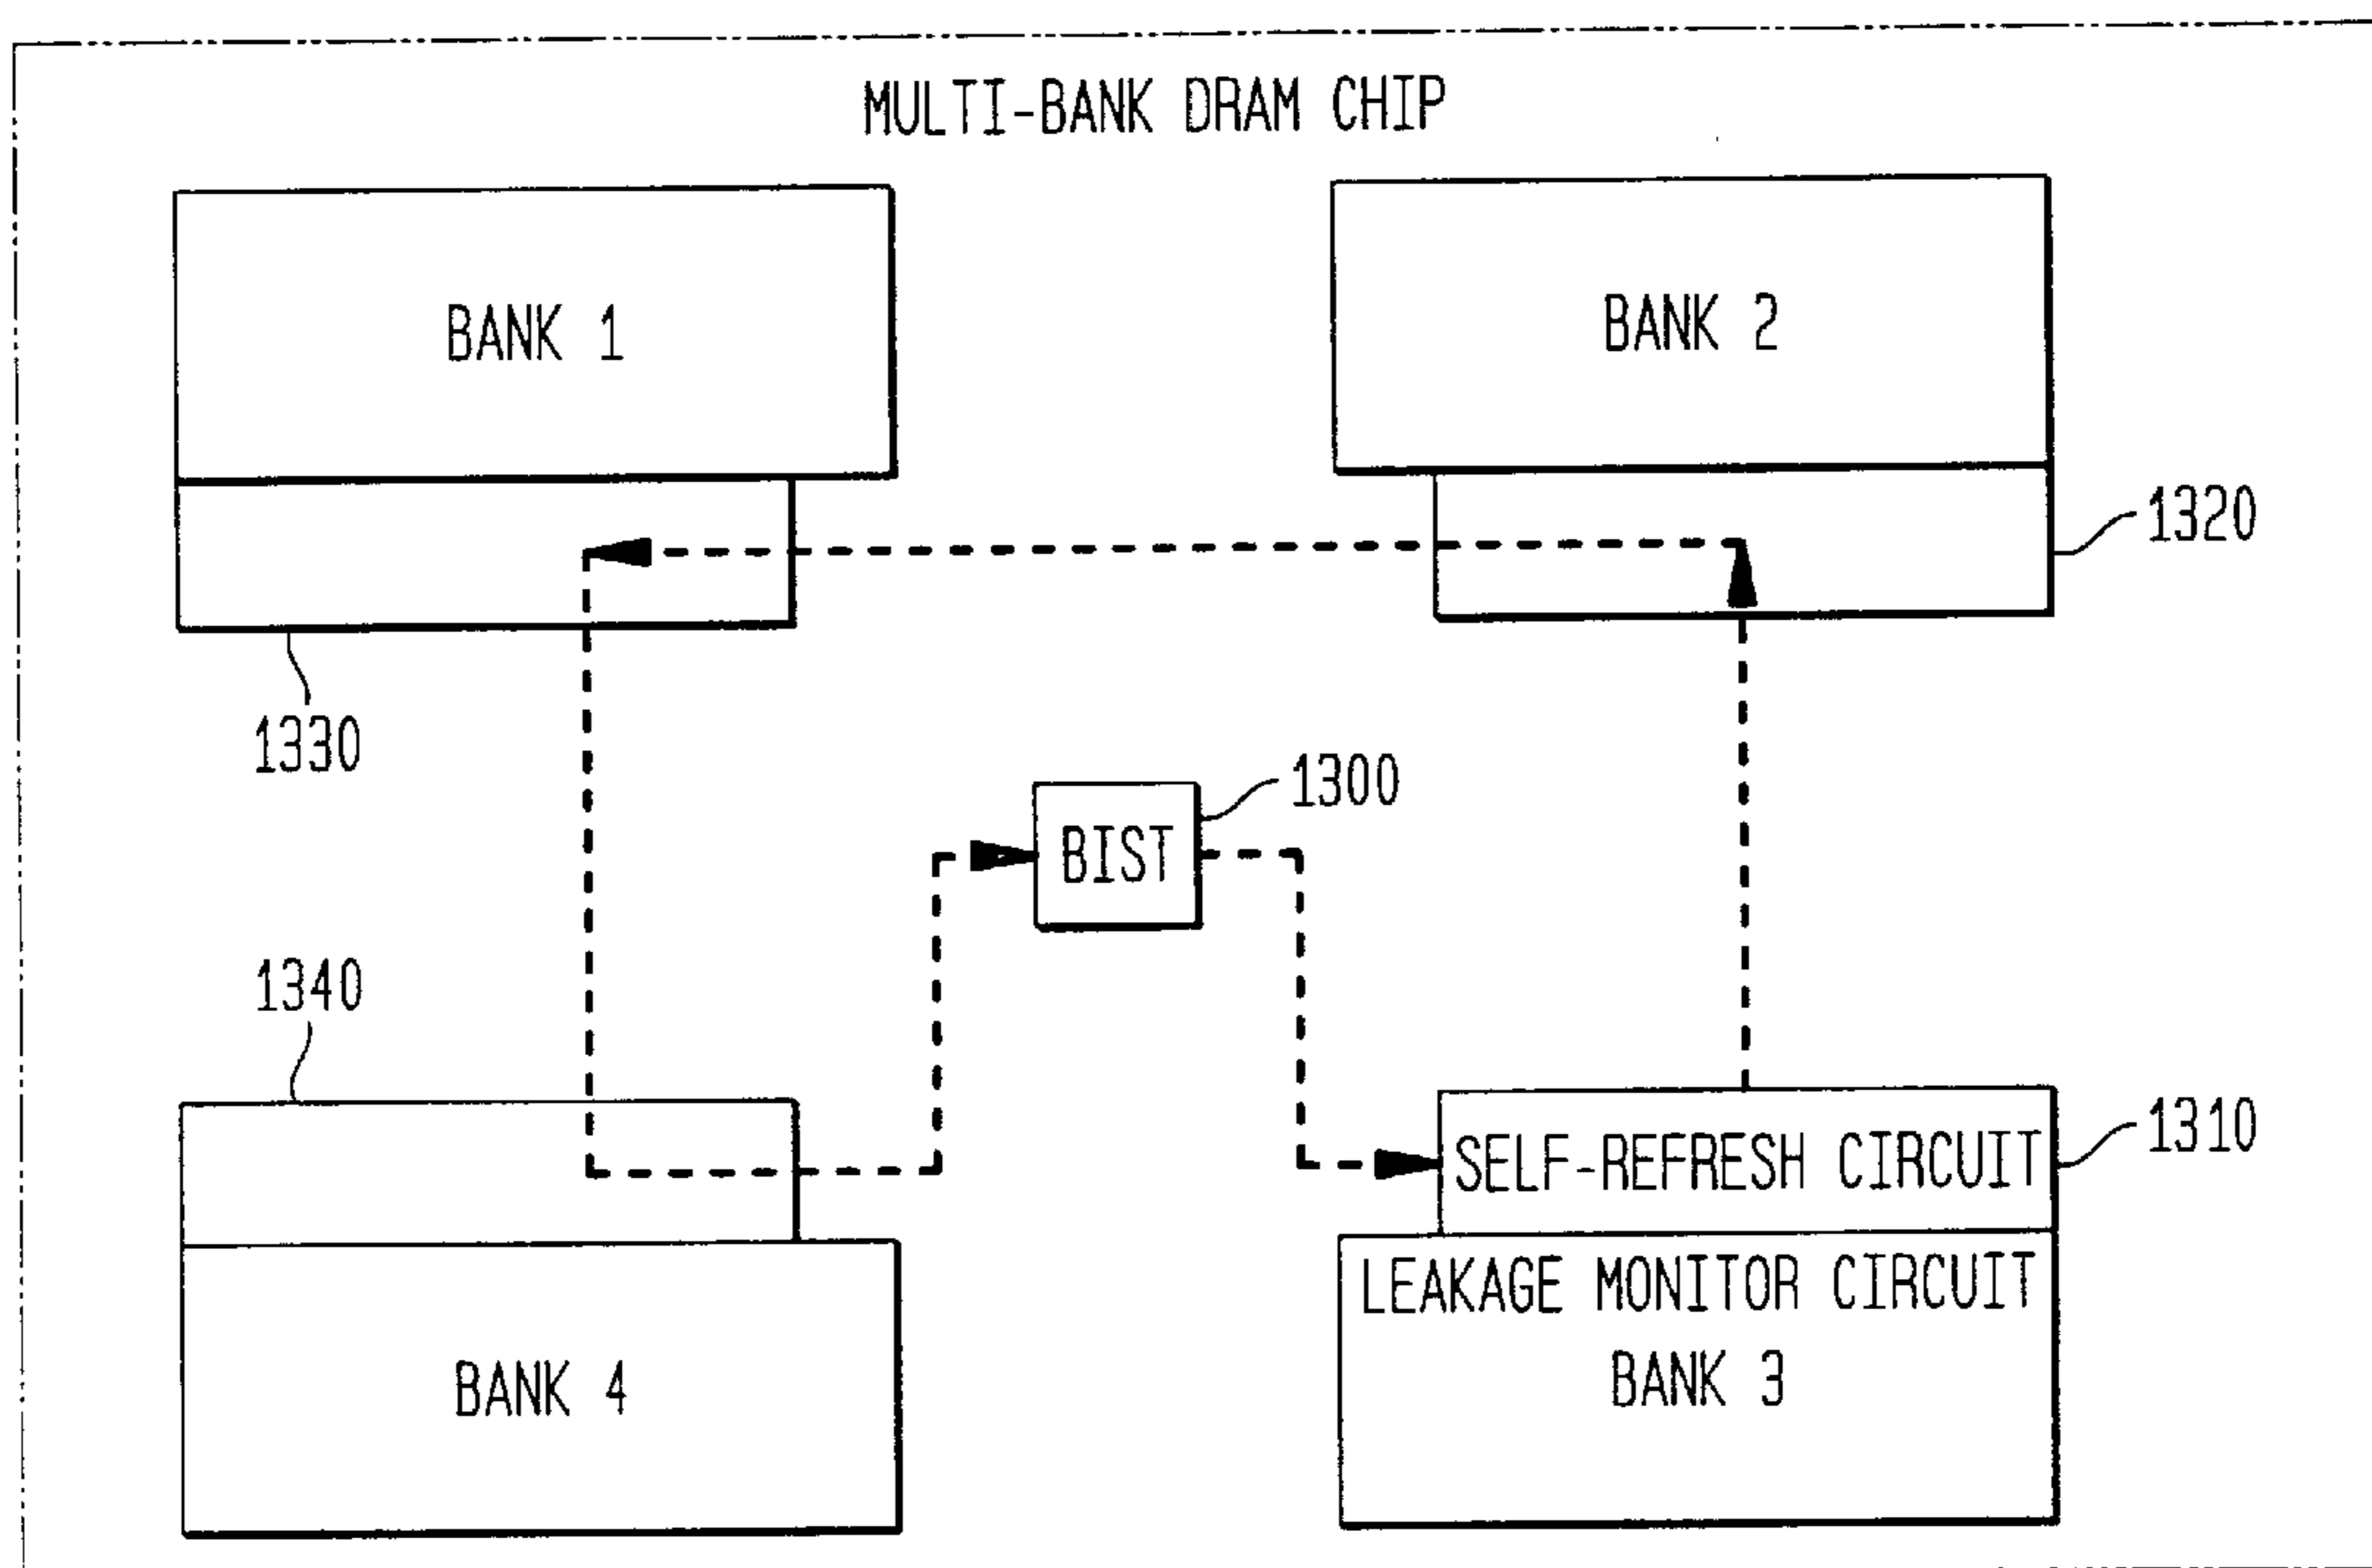 MULTI-BANK DRAM CHIP
BANK 1
BANK 2
1320
1330
1300
BIST
1340
1310
SELF-REFRESH CIRCUIT
LEAKAGE MONITOR CIRCUIT
BANK 3
BANK 4